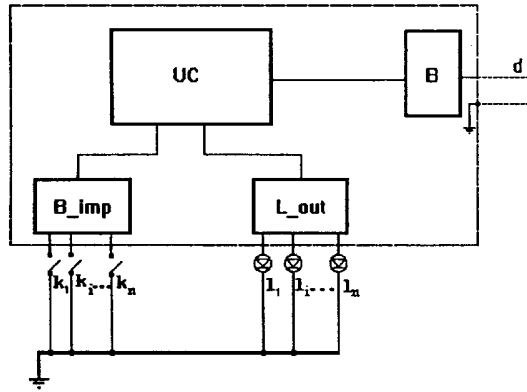 UC
B
d
B_imp
L_out
k₁ kᵢ... kₙ
l₁ lᵢ.... lₙ